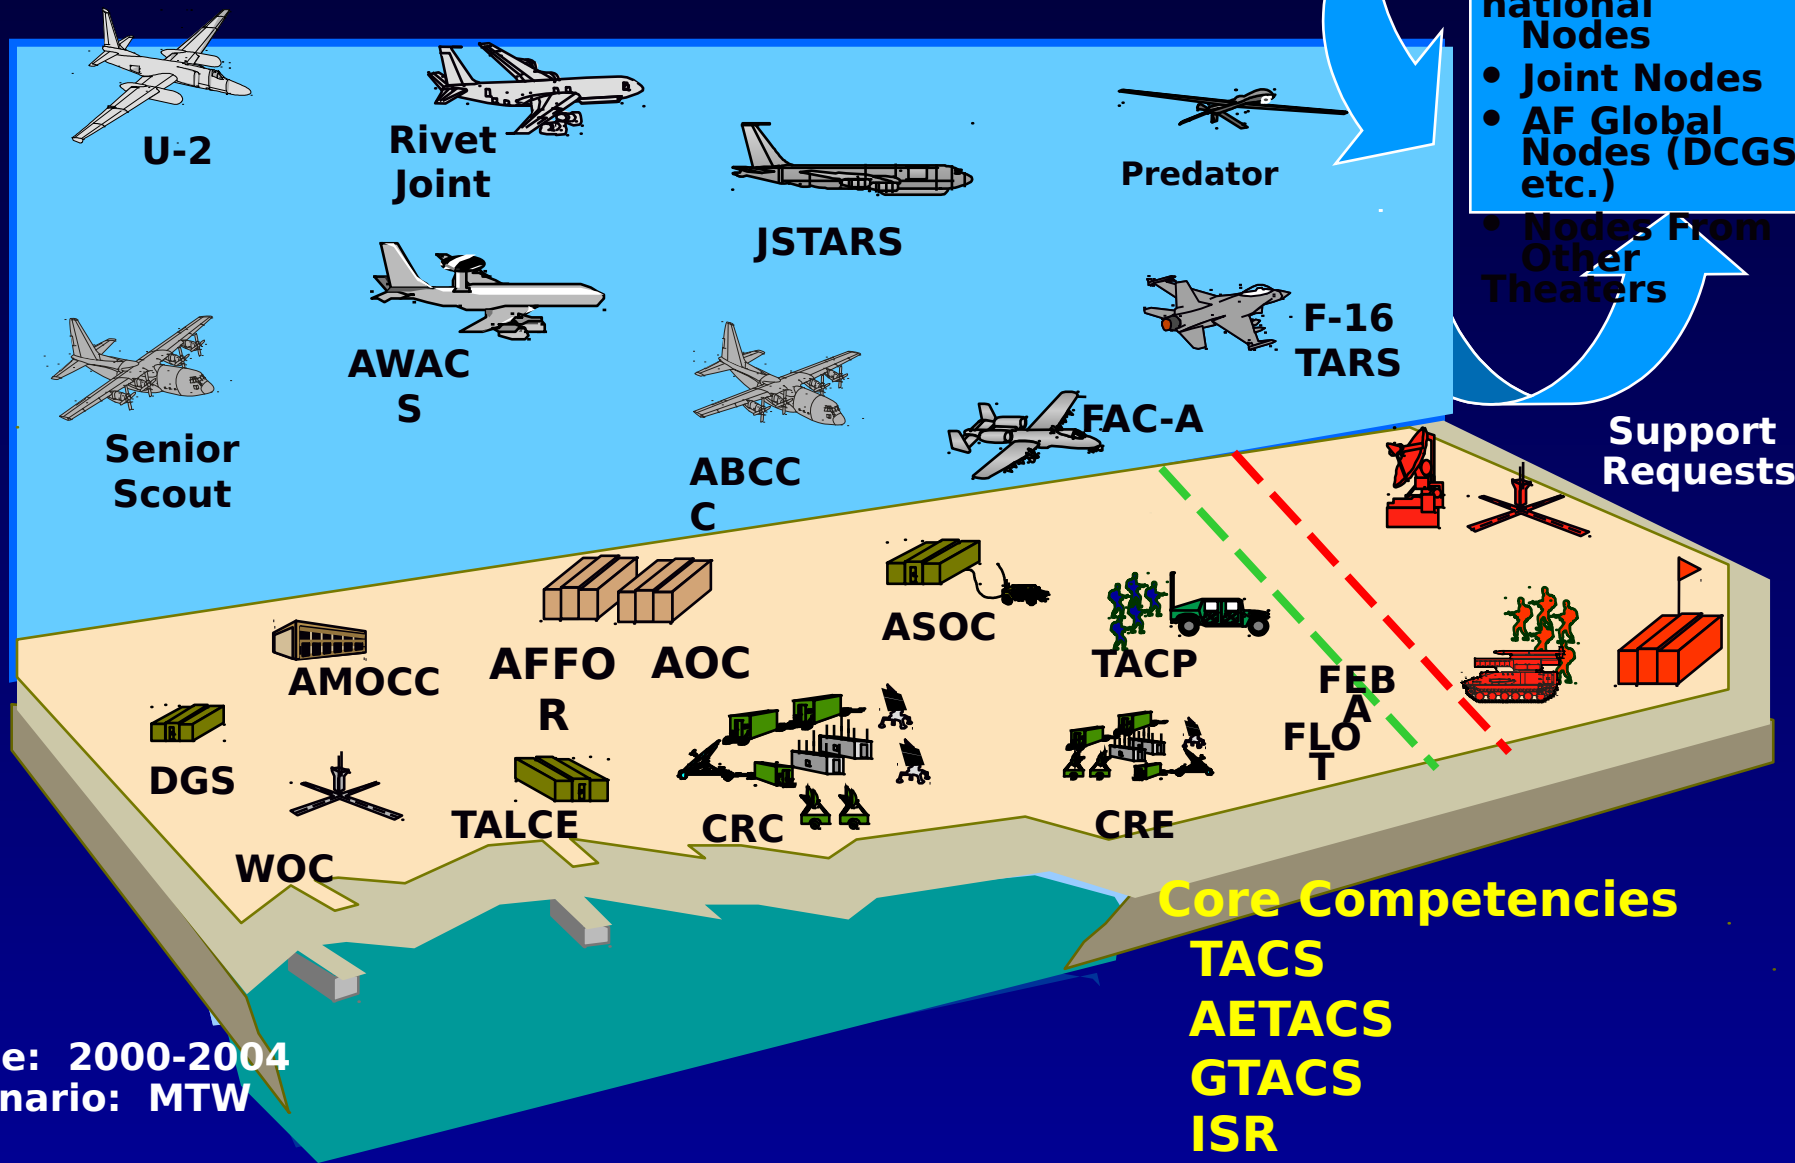 national
Nodes
• Joint Nodes
• AF Global
Nodes (DCGS
etc.)
• Nodes From
Other
Theaters
U-2
Rivet
Joint
JSTARS
Predator
AWAC
S
F-16
TARS
Senior
Scout
ABCC
C
FAC-A
Support
Requests
ASOC
AMOCC
AFFO
R
AOC
TACP
FEB
A
FLO
T
DGS
TALCE
CRC
CRE
WOC
Core Competencies
TACS
AETACS
GTACS
ISR
e: 2000-2004
nario: MTW